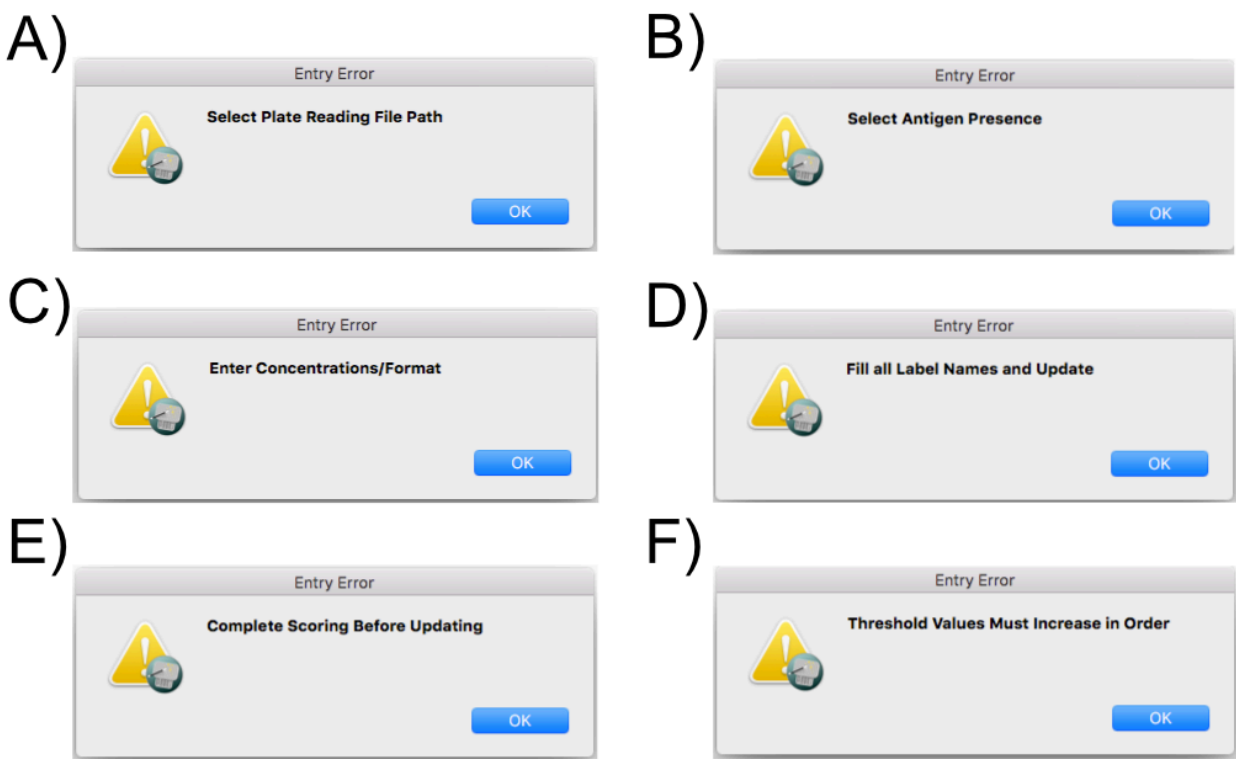 A)
Entry Error
Select Plate Reading File Path
OK
B)
Entry Error
Select Antigen Presence
OK
C)
Entry Error
Enter Concentrations/Format
OK
D)
Entry Error
Fill all Label Names and Update
OK
E)
Entry Error
Complete Scoring Before Updating
OK
F)
Entry Error
Threshold Values Must Increase in Order
OK